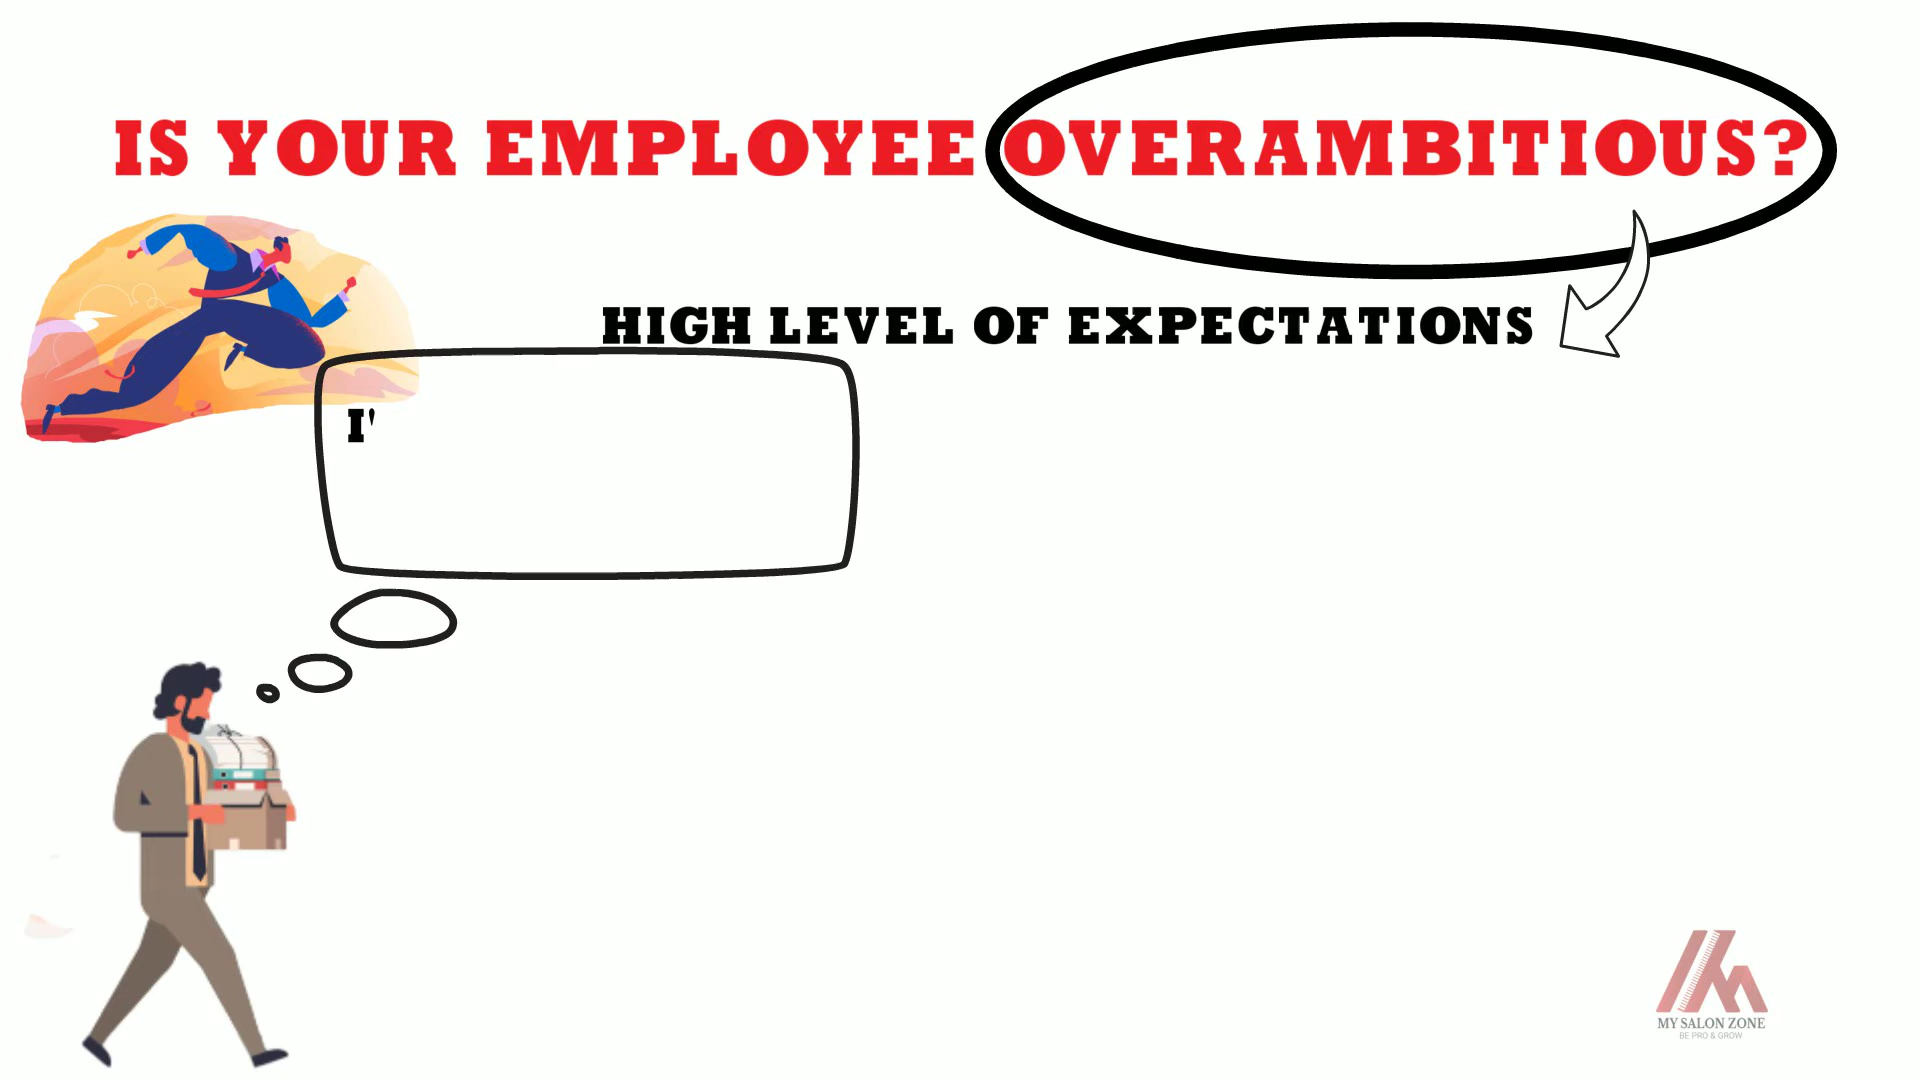 IS YOUR EMPLOYEE OVERAMBITIOUS?
HIGH LEVEL OF EXPECTATIONS
I'
MY SALON ZONE
BE PRO & GROW